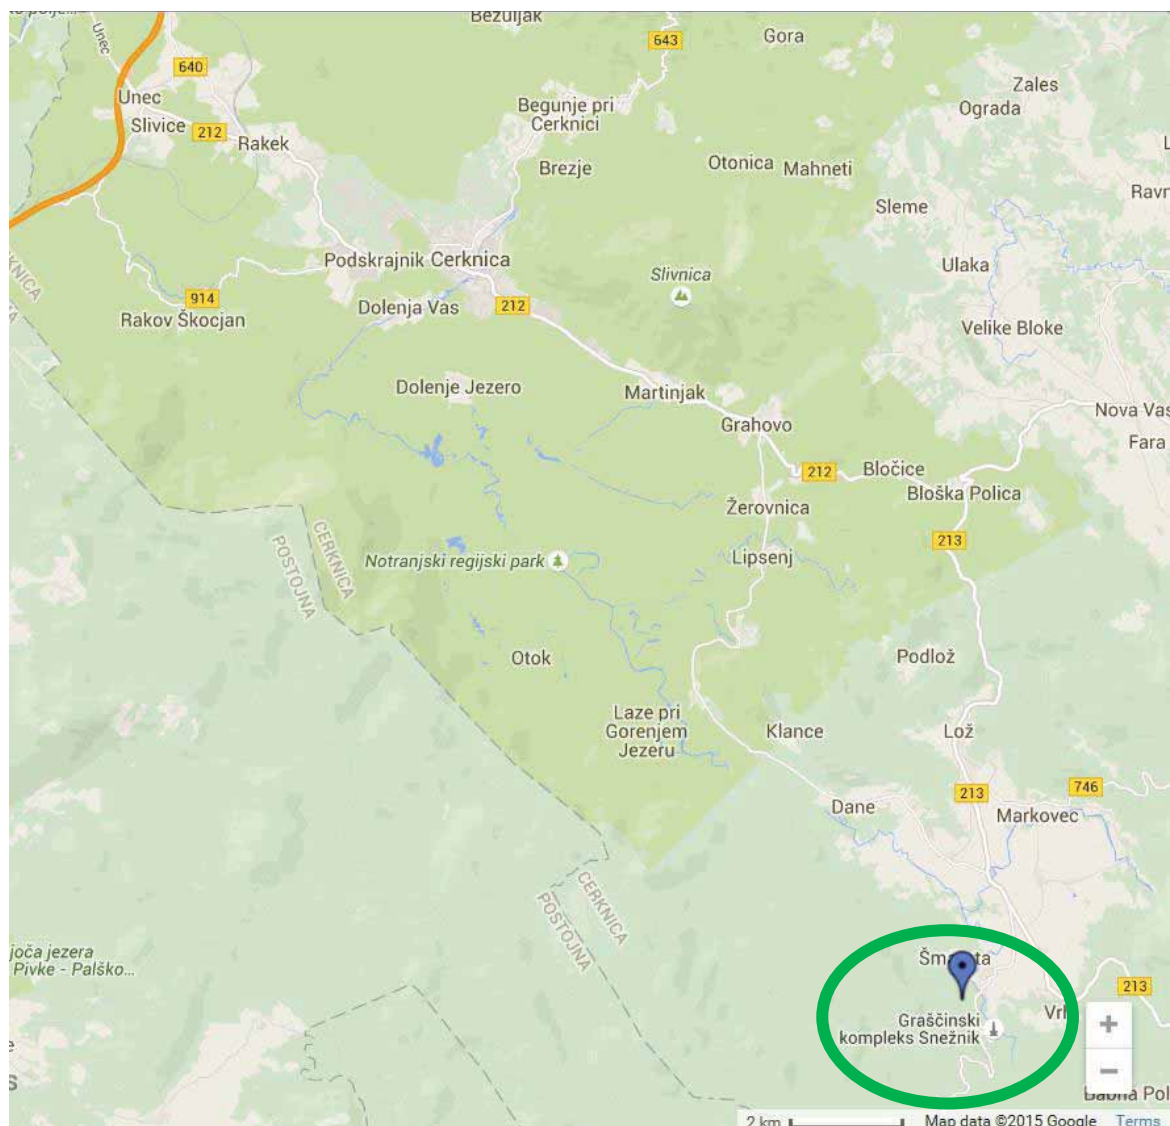 Bezuljak
643
Gora
Unec
640
Zales
Unec
Begunje pri
Cerknici
Ograda
Slivice
212
Rakek
Brezje
Otonica
Mahneti
Ravn
Sleme
CERKNICA
Podskrajnik
Cerknica
Slivnica
Ulaka
914
Dolenja Vas
212
Rakov Škocjan
Velike Bloke
Dolenje Jezero
Martinjak
Nova Vas
Grahovo
Fara
212
Bločice
Bloška Polica
Žerovnica
CERKNICA
POSTOJNA
213
Notranjski regijski park
Lipsenj
Otok
Podlož
Laze pri
Gorenjem
Jezeru
Klance
Lož
746
213
Dane
Markovec
CERKNICA
POSTOJNA
joča jezera
Pivke - Palško...
213
Graščinski
kompleks Snežnik
+
−
2 km
Map data ©2015 Google
Terms